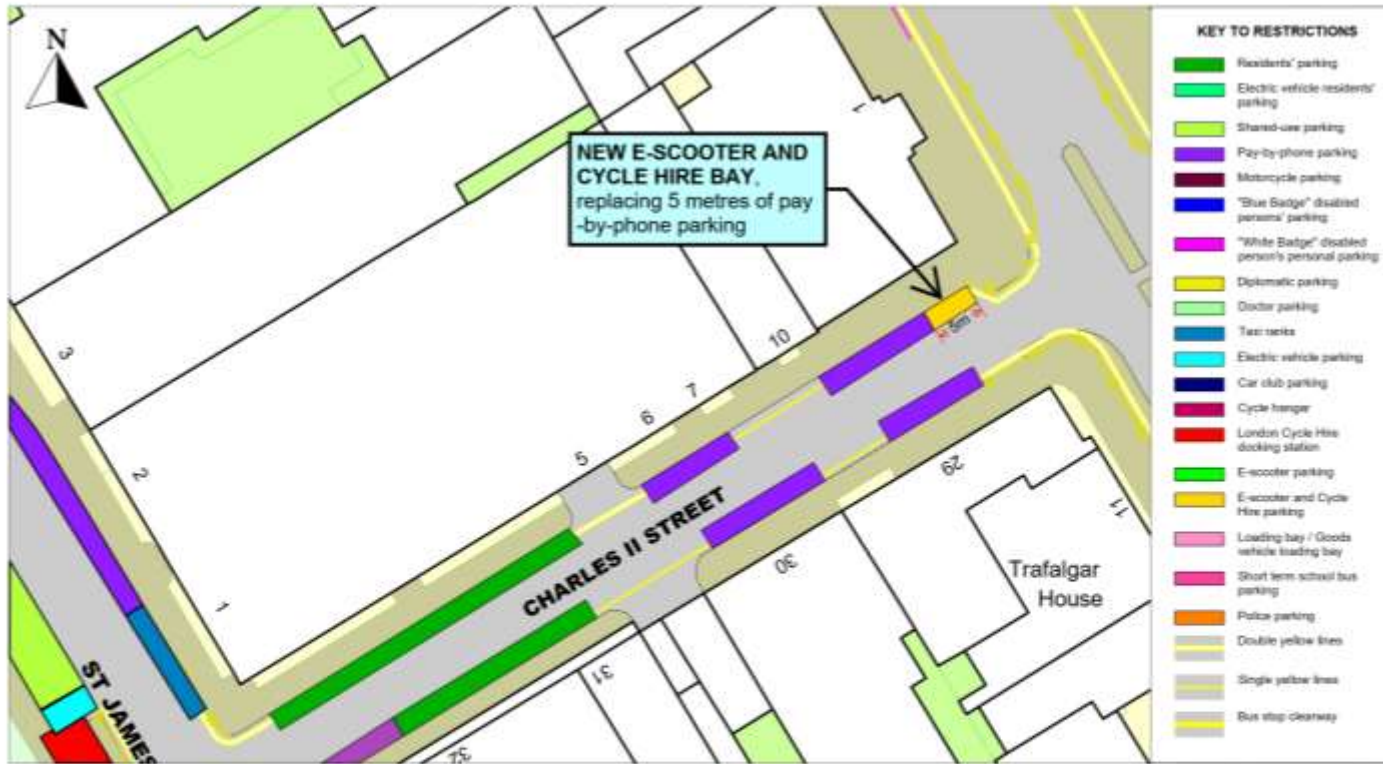 N
NEW E-SCOOTER AND
CYCLE HIRE BAY,
replacing 5 metres of pay
-by-phone parking
1
3
2
1
5
6
7
10
5m
CHARLES II STREET
ST JAMES
29
30
31
32
11
Trafalgar
House
KEY TO RESTRICTIONS
Residents' parking
Electric vehicle residents'
parking
Shared-use parking
Pay-by-phone parking
Motorcycle parking
"Blue Badge" disabled
persons' parking
"White Badge" disabled
person's personal parking
Diplomatic parking
Doctor parking
Taxi ranks
Electric vehicle parking
Car club parking
Cycle hangar
London Cycle Hire
docking station
E-scooter parking
E-scooter and Cycle
Hire parking
Loading bay / Goods
vehicle loading bay
Short term school bus
parking
Police parking
Double yellow lines
Single yellow lines
Bus stop clearway